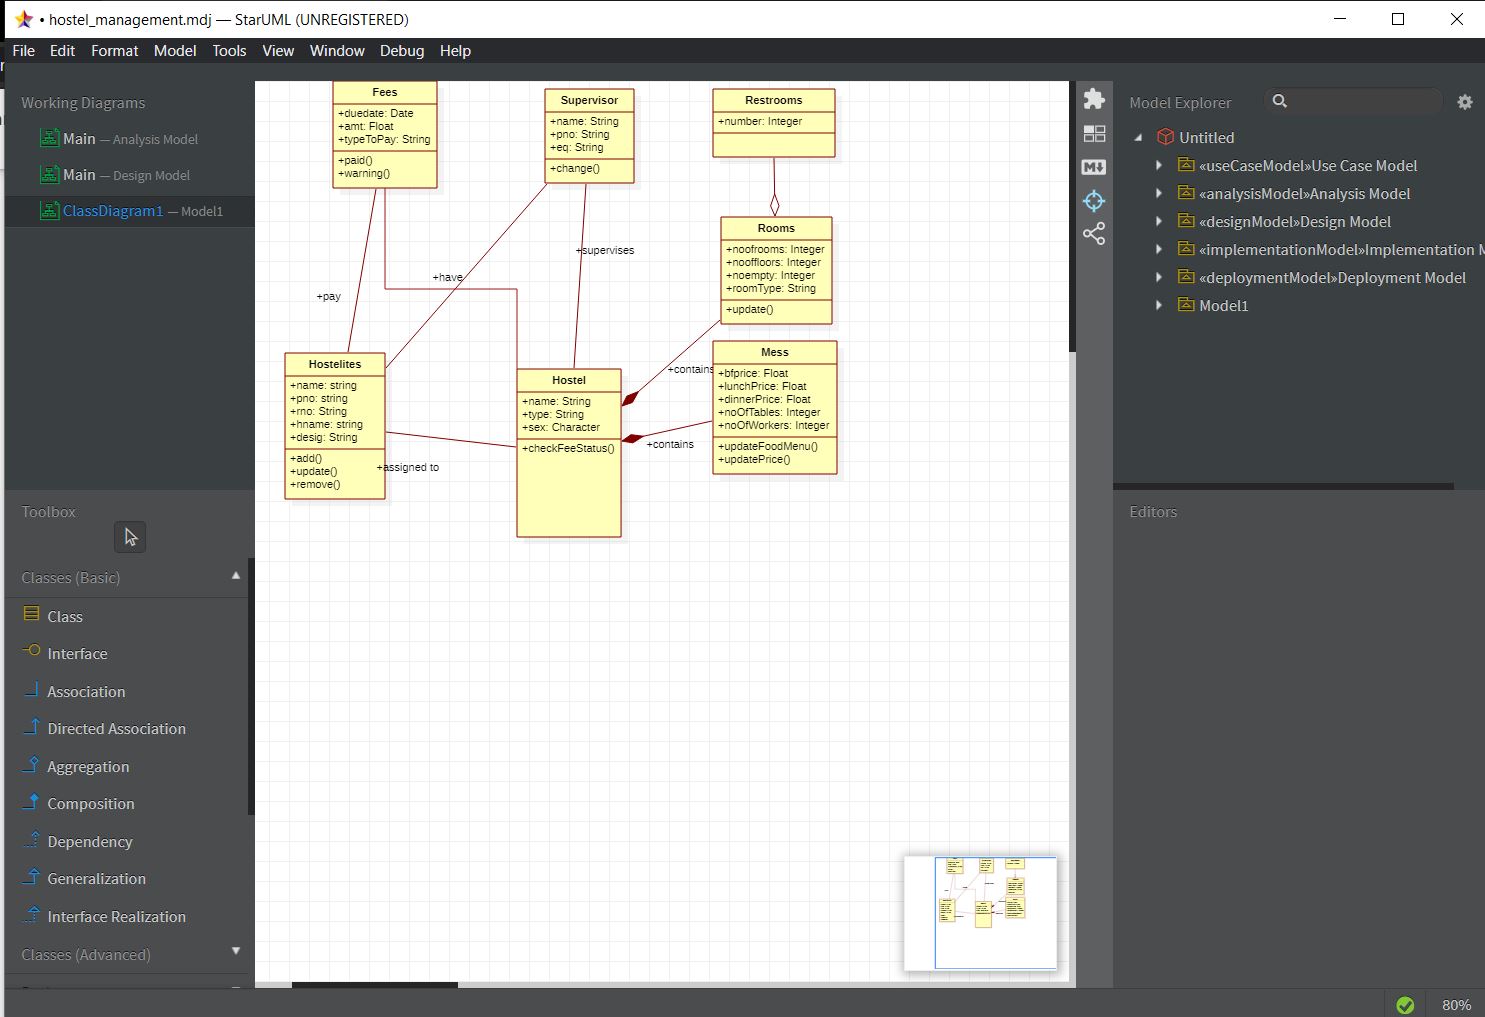 • hostel_management.mdj — StarUML (UNREGISTERED)
File Edit Format Model Tools View Window Debug Help
Working Diagrams
Main — Analysis Model
Main — Design Model
ClassDiagram1 — Model1
Toolbox
Classes (Basic)
Class
Interface
Association
Directed Association
Aggregation
Composition
Dependency
Generalization
Interface Realization
Classes (Advanced)
Fees
+duedate: Date
+amt: Float
+typeToPay: String
+paid()
+warning()
Supervisor
+name: String
+pno: String
+eq: String
+change()
Restrooms
+number: Integer
Rooms
+noofrooms: Integer
+nooffloors: Integer
+noempty: Integer
+roomType: String
+update()
+supervises
+have
+pay
Hostelites
+name: string
+pno: string
+rno: String
+hname: string
+desig: String
+add()
+update()
+remove()
+assigned to
Hostel
+name: String
+type: String
+sex: Character
+checkFeeStatus()
+contains
+contains
Mess
+bfprice: Float
+lunchPrice: Float
+dinnerPrice: Float
+noOfTables: Integer
+noOfWorkers: Integer
+updateFoodMenu()
+updatePrice()
M
Model Explorer
Untitled
«useCaseModel»Use Case Model
«analysisModel»Analysis Model
«designModel»Design Model
«implementationModel»Implementation M
«deploymentModel»Deployment Model
Model1
Editors
80%